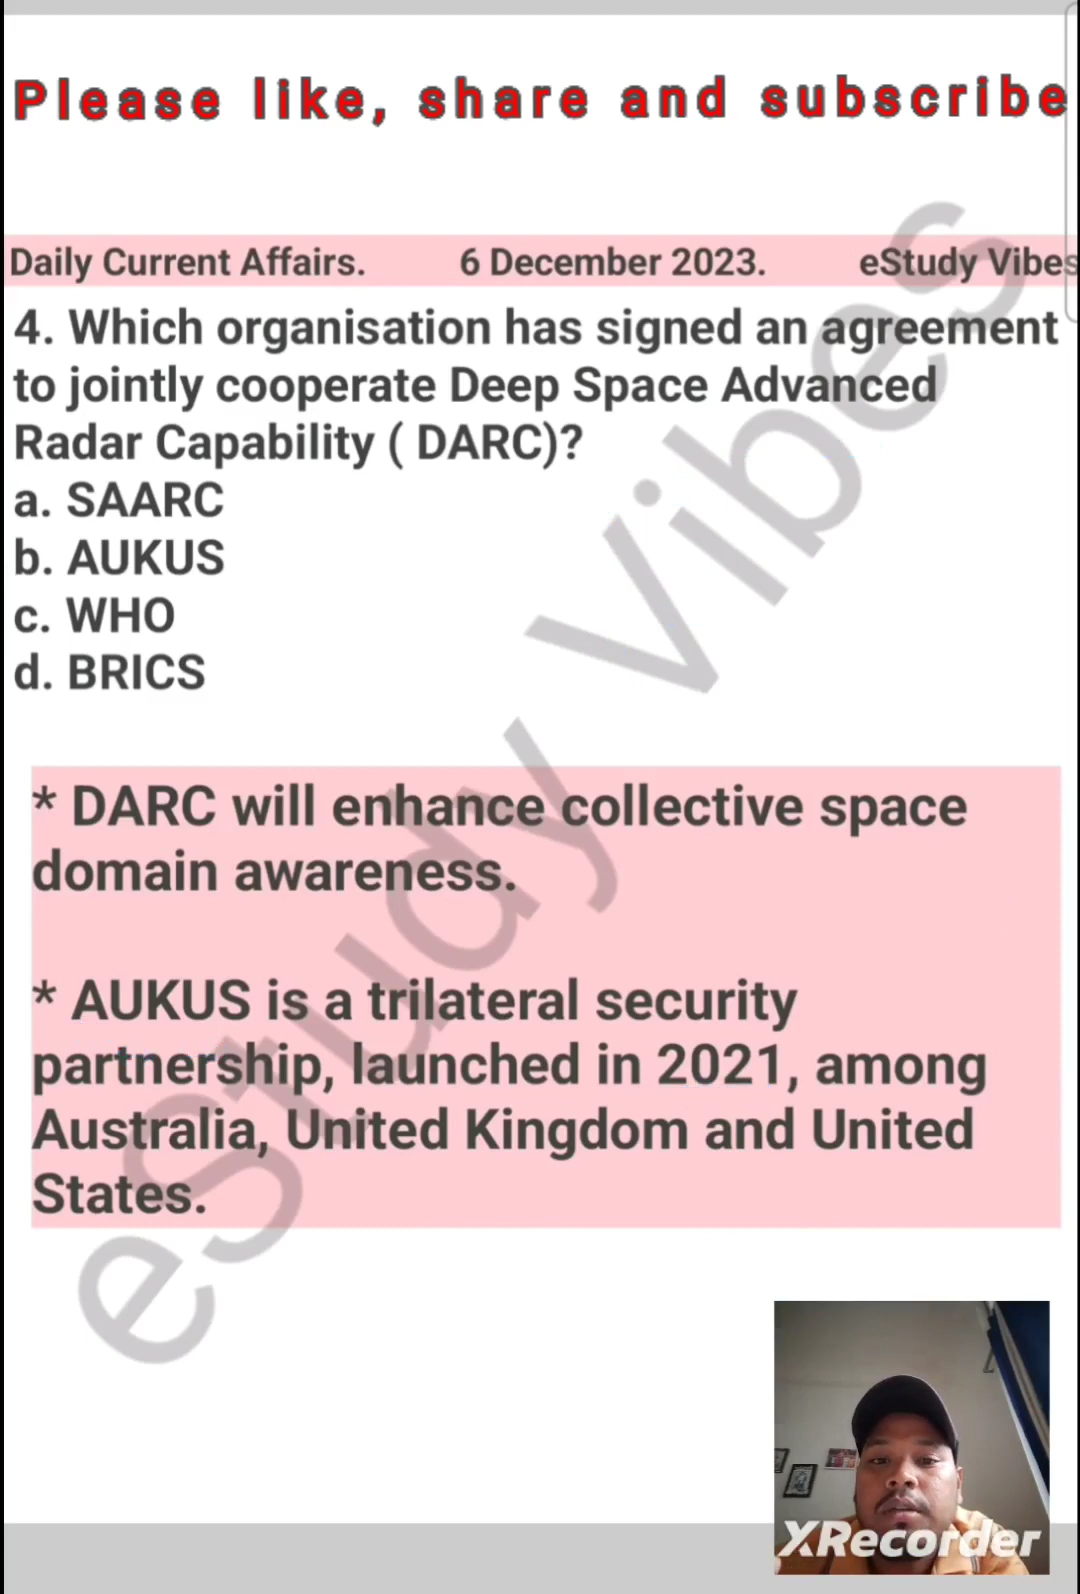 Please like, share and subscribe
Daily Current Affairs. 6 December 2023. eStudy Vibes
4. Which organisation has signed an agreement
to jointly cooperate Deep Space Advanced
Radar Capability ( DARC)?
a. SAARC
b. AUKUS
c. WHO
d. BRICS
* DARC will enhance collective space
domain awareness.
* AUKUS is a trilateral security
partnership, launched in 2021, among
Australia, United Kingdom and United
States.
eStudy Vibes
XRecorder